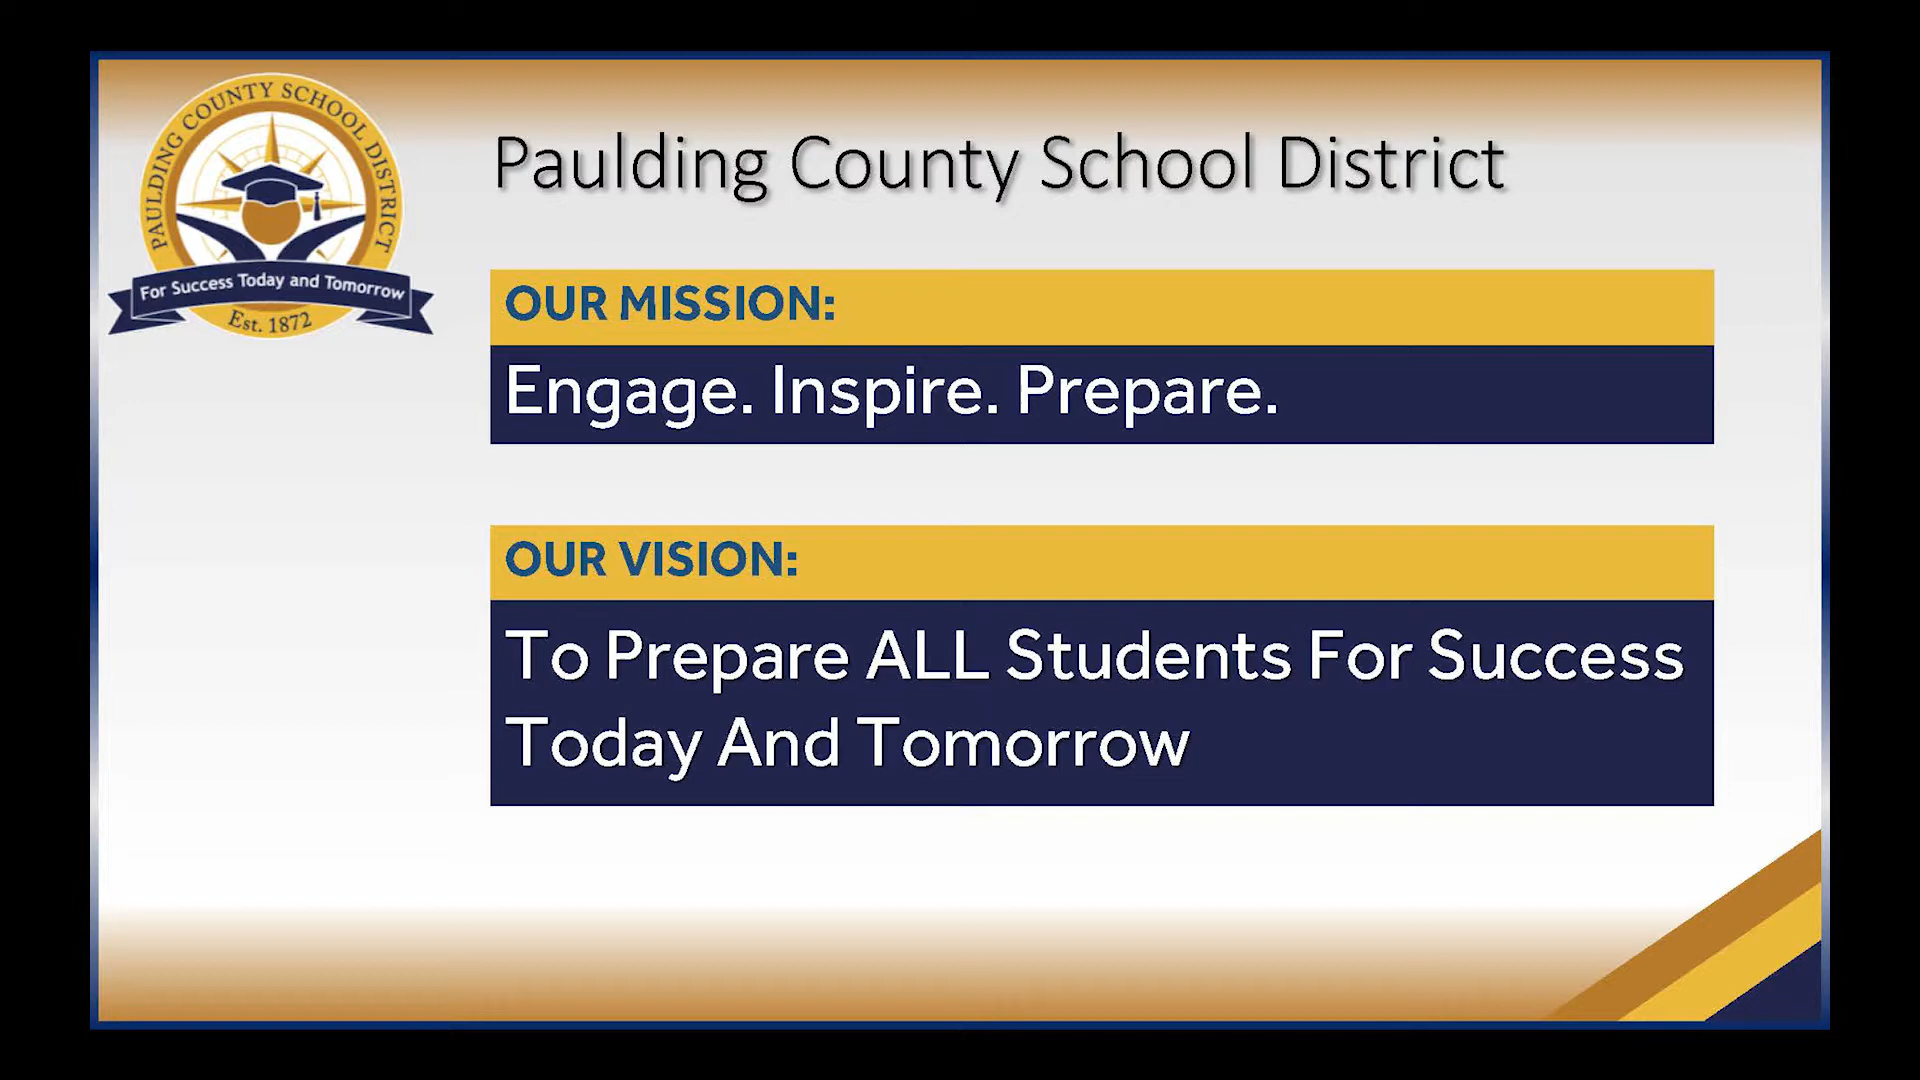 PAULDING COUNTY SCHOOL DISTRICT
For Success Today and Tomorrow
Est. 1872
Paulding County School District
OUR MISSION:
Engage. Inspire. Prepare.
OUR VISION:
To Prepare ALL Students For Success
Today And Tomorrow